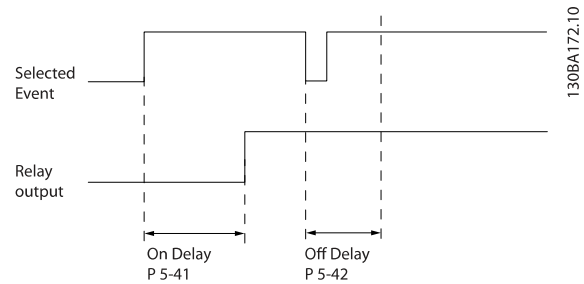 Selected
Event
Relay
output
On Delay
P 5-41
Off Delay
P 5-42
130BA172.10